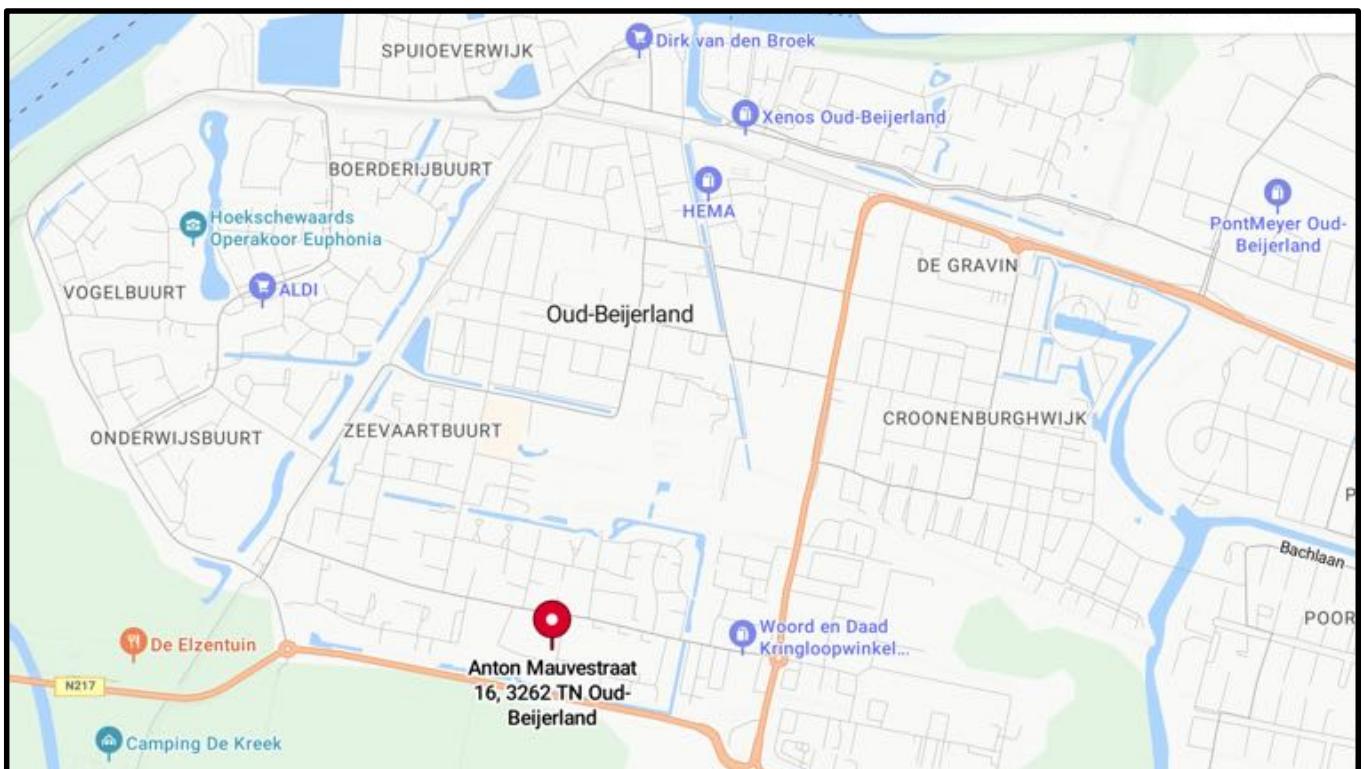 SPUIOEVERWIJK
Dirk van den Broek
Xenos Oud-Beijerland
BOERDERIJBUURT
HEMA
PontMeyer Oud-
Beijerland
Hoekschewaards
Operakoor Euphonia
DE GRAVIN
VOGELBUURT
ALDI
Oud-Beijerland
CROONENBURGHWIJK
ONDERWIJSBUURT
ZEEVAARTBUURT
P
Bachlaan
POOR
De Elzentuin
Woord en Daad
Kringloopwinkel...
Anton Mauvestraat
16, 3262 TN Oud-
Beijerland
N217
Camping De Kreek